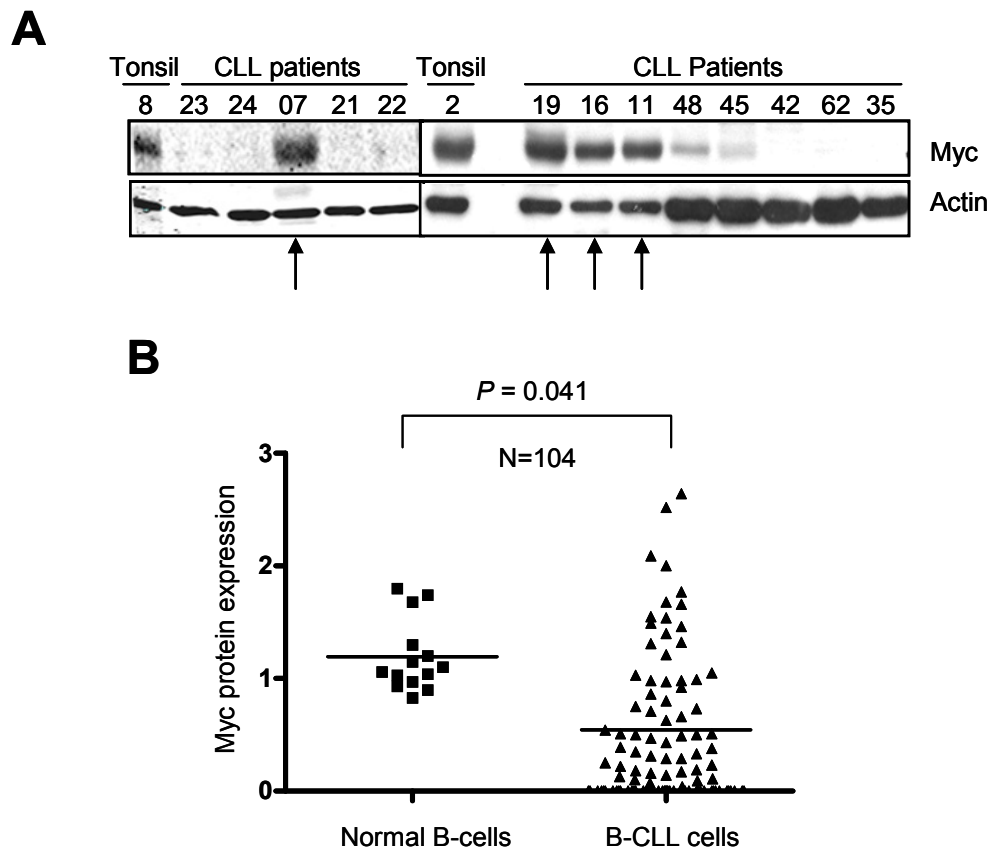 A
Tonsil CLL patients Tonsil CLL Patients
8 23 24 07 21 22 2 19 16 11 48 45 42 62 35
Myc
Actin
B
P = 0.041
N=104
3
2
1
0
Myc protein expression
Normal B-cells B-CLL cells